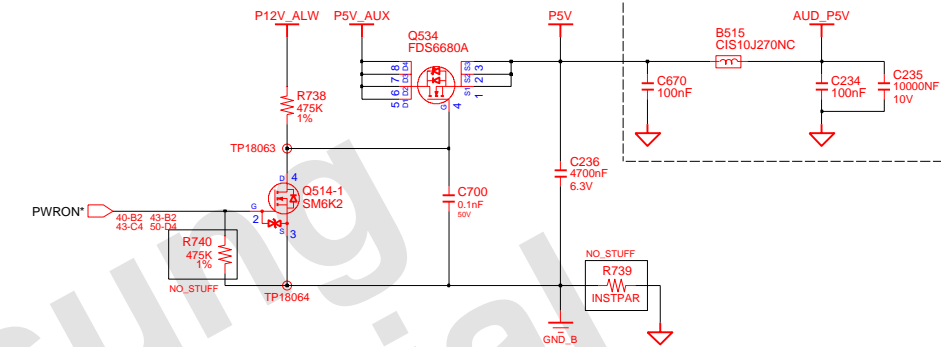 P12V_ALW
P5V_AUX
P5V
AUD_P5V
Q534
FDS6680A
B515
CIS10J270NC
8 D4
7 D3
6 D2
5 D1
S3 3
S2 2
S1 1
G
4
C670
100nF
C234
100nF
C235
10000NF
10V
R738
475K
1%
TP18063
D 4
Q514-1
SM6K2
G
2
S
3
C700
0.1nF
50V
C236
4700nF
6.3V
PWRON*
40-B2 43-B2
43-C4 50-D4
R740
475K
1%
NO_STUFF
TP18064
NO_STUFF
R739
INSTPAR
GND_B
sung
ial